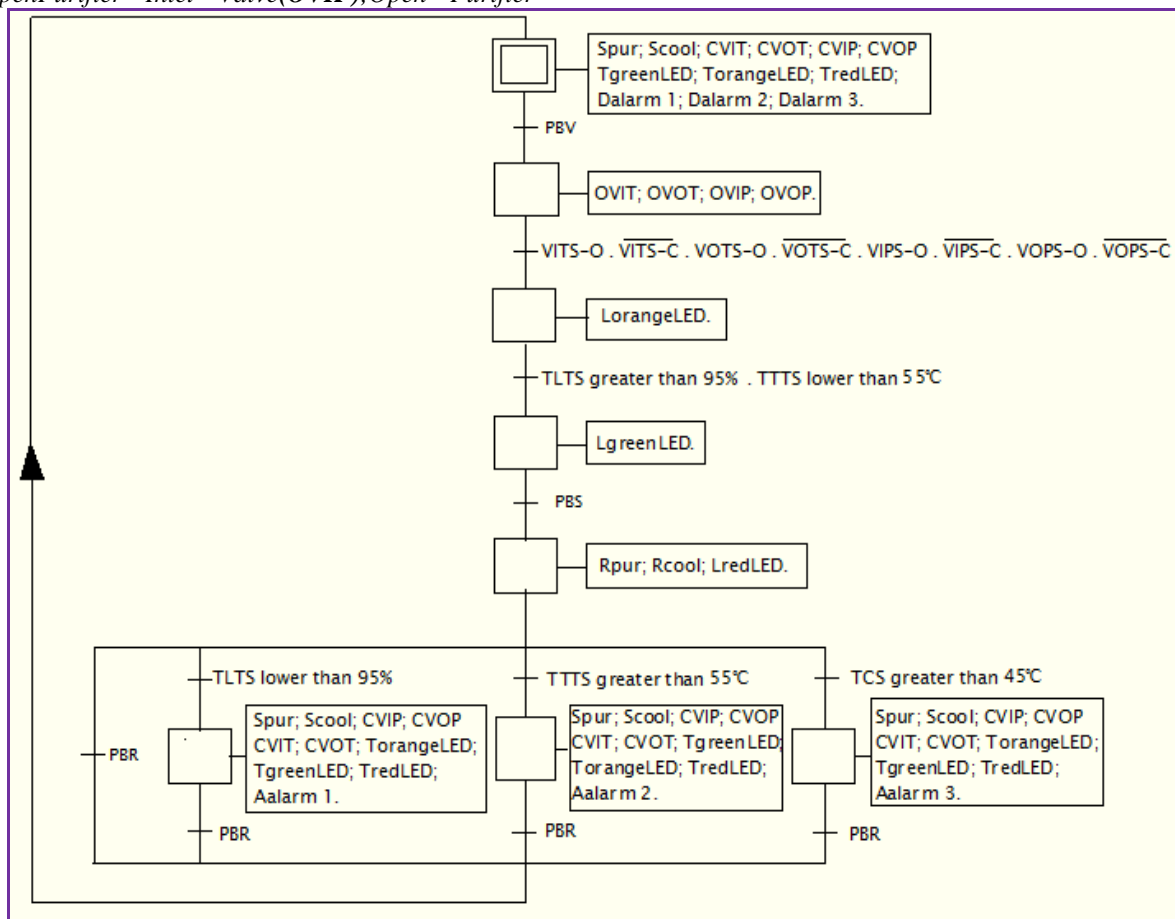 Spur; Scool; CVIT; CVOT; CVIP; CVOP
TgreenLED; TorangeLED; TredLED;
Dalarm 1; Dalarm 2; Dalarm 3.
PBV
OVIT; OVOT; OVIP; OVOP.
VITS-O . V̅I̅T̅S̅-̅C̅ . VOTS-O . V̅O̅T̅S̅-̅C̅ . VIPS-O . V̅I̅P̅S̅-̅C̅ . VOPS-O . V̅O̅P̅S̅-̅C̅
LorangeLED.
TLTS greater than 95% . TTTS lower than 55℃
LgreenLED.
PBS
Rpur; Rcool; LredLED.
TLTS lower than 95%
TTTS greater than 55℃
TCS greater than 45℃
PBR
Spur; Scool; CVIP; CVOP
CVIT; CVOT; TorangeLED;
TgreenLED; TredLED;
Aalarm 1.
Spur; Scool; CVIP; CVOP
CVIT; CVOT; TgreenLED;
TorangeLED; TredLED;
Aalarm 2.
Spur; Scool; CVIP; CVOP
CVIT; CVOT; TorangeLED;
TgreenLED; TredLED;
Aalarm 3.
PBR
PBR
PBR